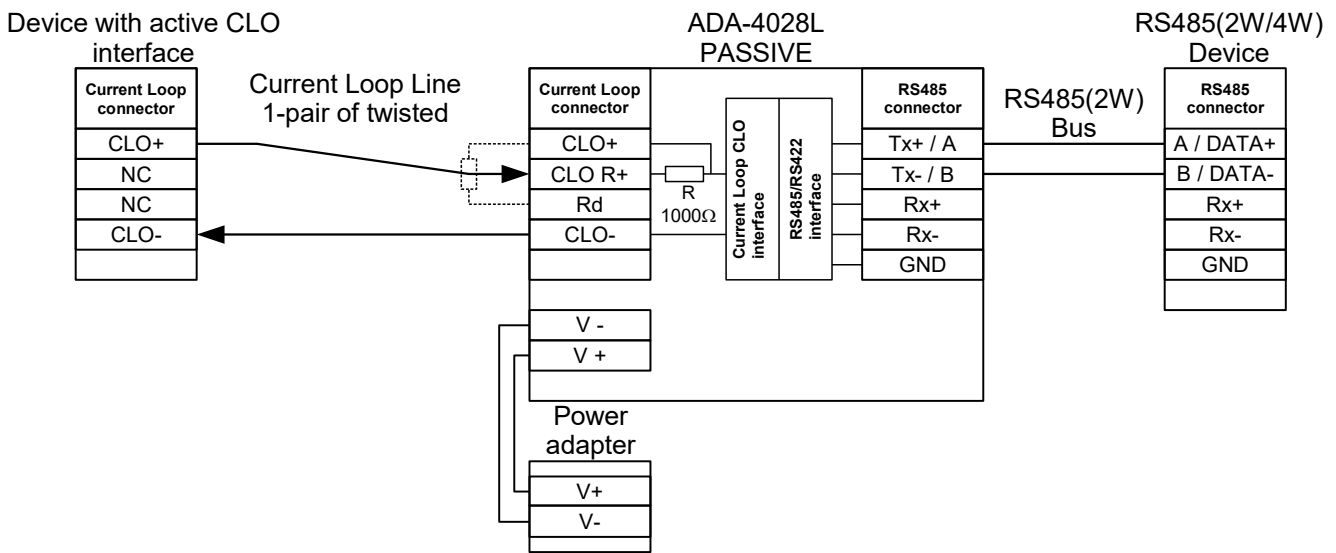 Device with active CLO
interface
Current Loop
connector
CLO+
NC
NC
CLO-
Current Loop Line
1-pair of twisted
ADA-4028L
PASSIVE
Current Loop
connector
CLO+
CLO R+
Rd
CLO-
R
1000Ω
Current Loop CLO
interface
RS485/RS422
interface
RS485
connector
Tx+ / A
Tx- / B
Rx+
Rx-
GND
V -
V +
Power
adapter
V+
V-
RS485(2W)
Bus
RS485(2W/4W)
Device
RS485
connector
A / DATA+
B / DATA-
Rx+
Rx-
GND